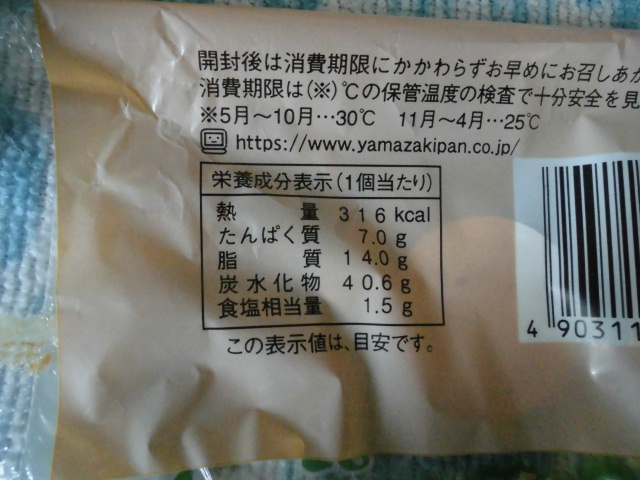 開封後は消費期限にかかわらずお早めにお召しあが
消費期限は(※)℃の保管温度の検査で十分安全を見
※5月～10月…30℃ 11月～4月…25℃
https://www.yamazakipan.co.jp/
栄養成分表示(1個当たり)
熱量 316kcal
たんぱく質 7.0g
脂質 14.0g
炭水化物 40.6g
食塩相当量 1.5g
この表示値は、目安です。
4 90311